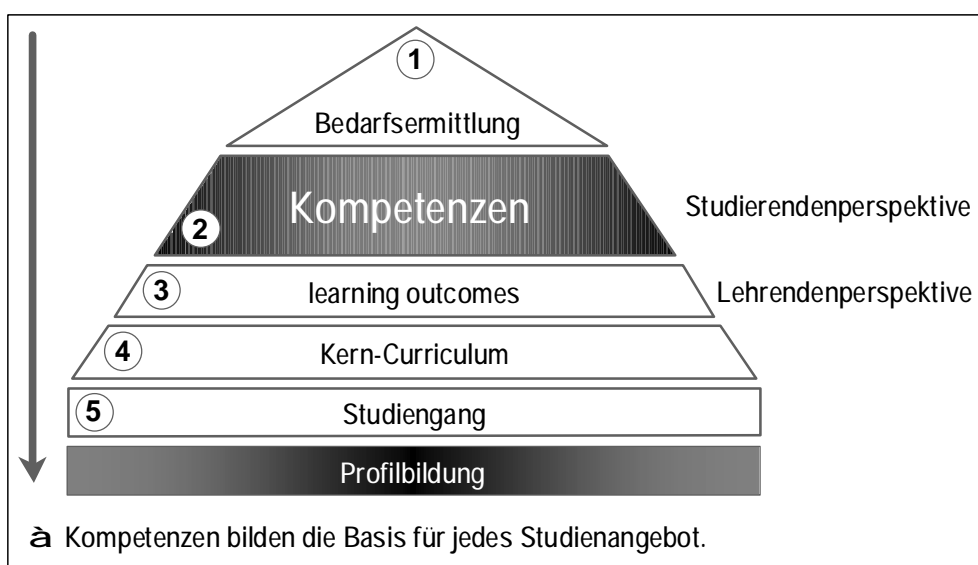 1
Bedarfsermittlung
Kompetenzen
Studierendenperspektive
2
3
learning outcomes
Lehrendenperspektive
4
Kern-Curriculum
5
Studiengang
Profilbildung
à Kompetenzen bilden die Basis für jedes Studienangebot.